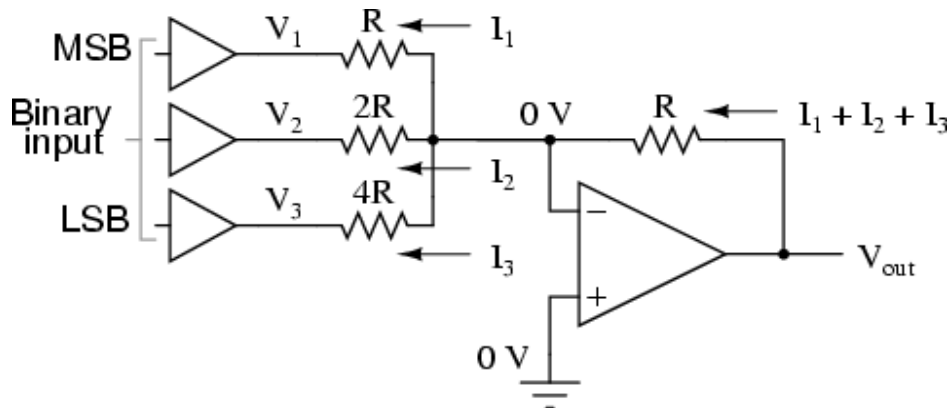 MSB
V1
R
I1
Binary
input
V2
2R
I2
0 V
R
I1 + I2 + I3
LSB
V3
4R
I3
−
+
0 V
Vout